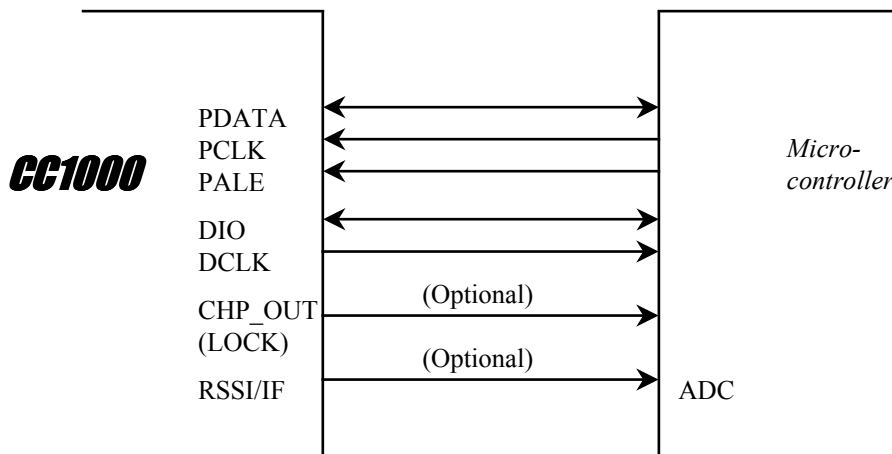 PDATA
PCLK
PALE
CC1000
Micro-
controller
DIO
DCLK
(Optional)
CHP_OUT
(LOCK)
(Optional)
RSSI/IF
ADC